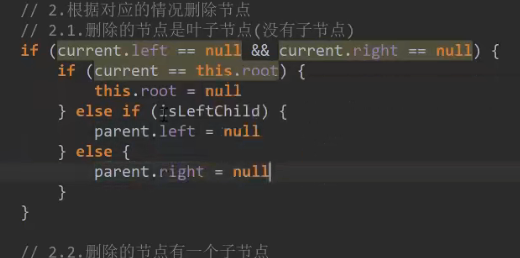 // 2.根据对应的情况删除节点
// 2.1.删除的节点是叶子节点(没有子节点)
if (current.left == null && current.right == null) {
    if (current == this.root) {
        this.root = null
    } else if (isLeftChild) {
        parent.left = null
    } else {
        parent.right = null
    }
}
// 2.2.删除的节点有一个子节点